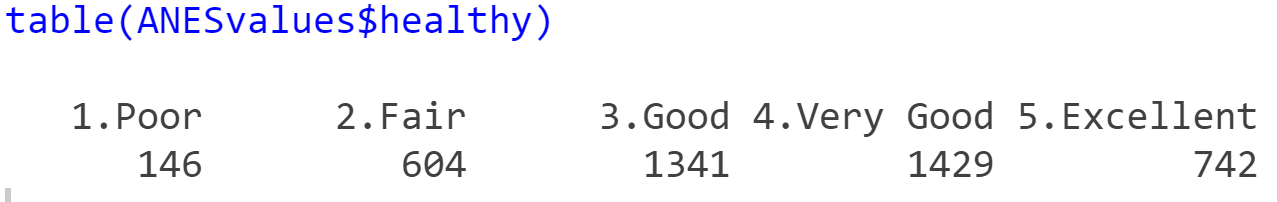 table(ANESvalues$healthy)
1.Poor 2.Fair 3.Good 4.Very Good 5.Excellent
146 604 1341 1429 742